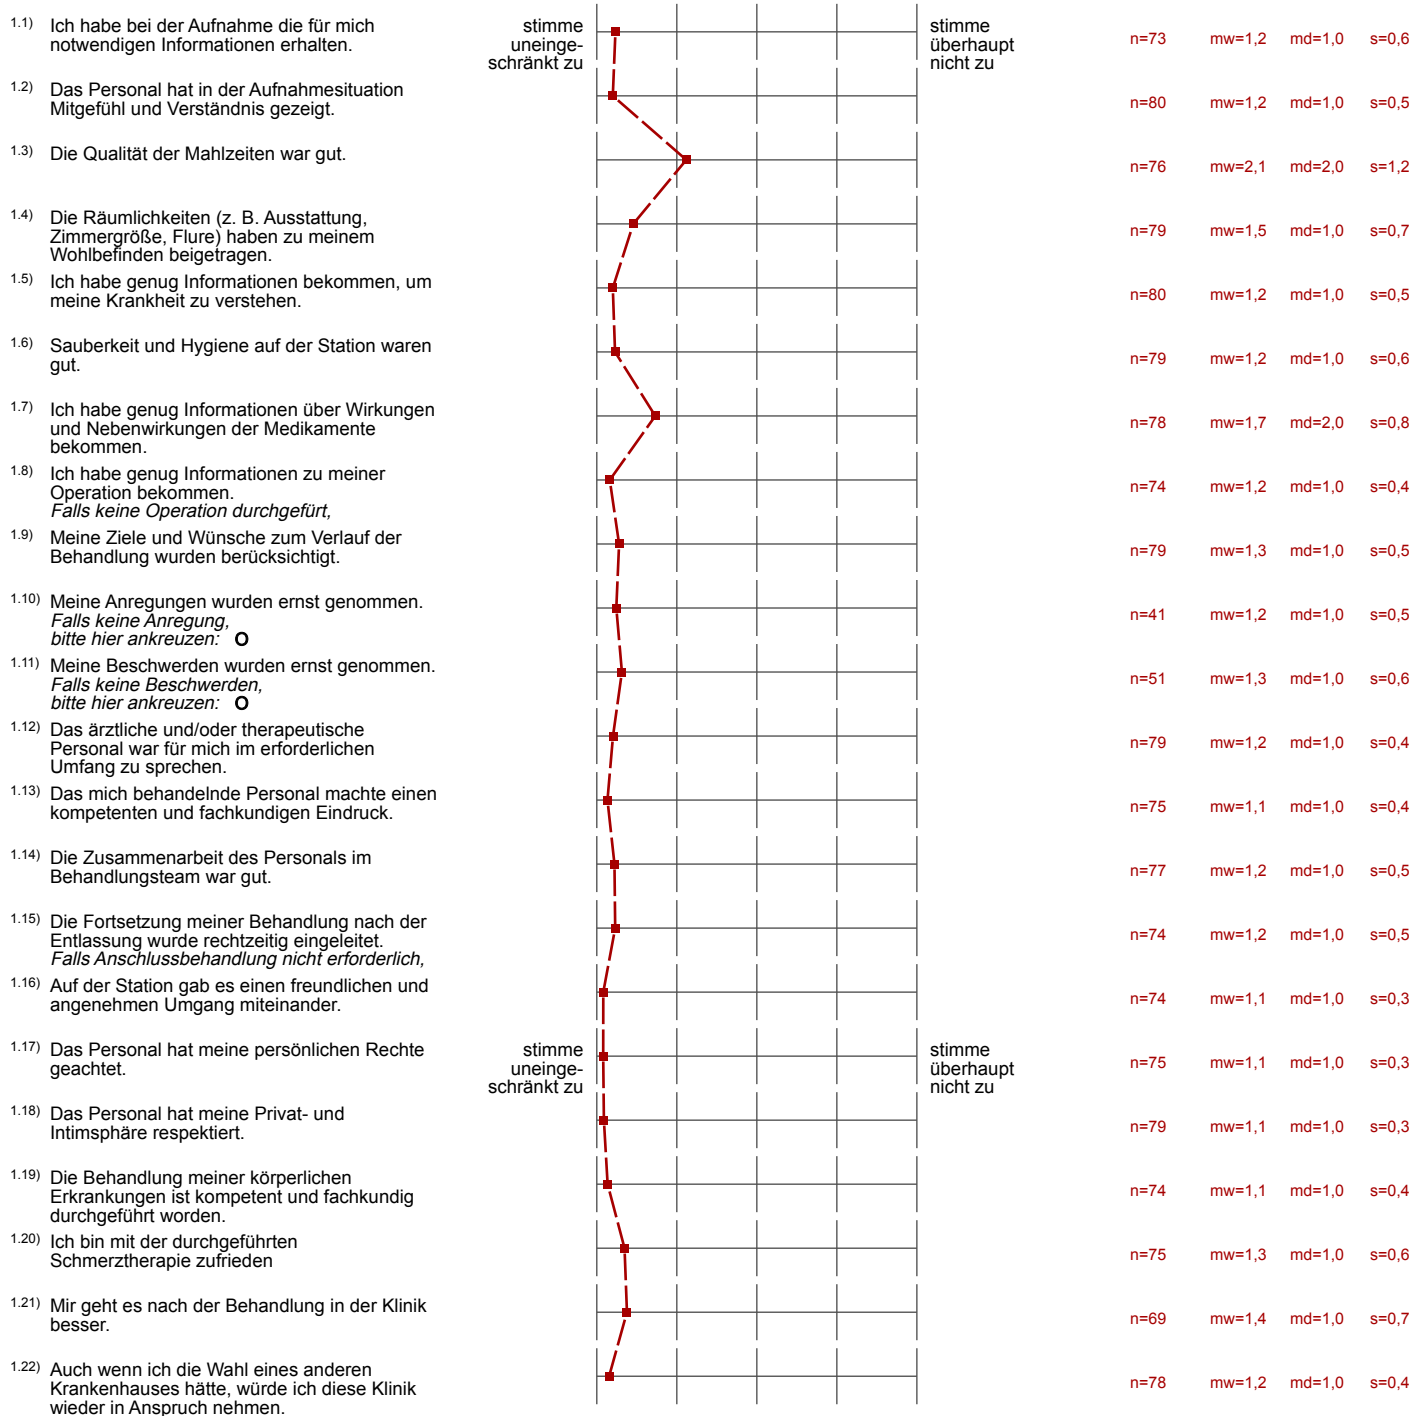 1.1) Ich habe bei der Aufnahme die für mich
notwendigen Informationen erhalten.
stimme
uneinge-
schränkt zu
stimme
überhaupt
nicht zu
n=73 mw=1,2 md=1,0 s=0,6
1.2) Das Personal hat in der Aufnahmesituation
Mitgefühl und Verständnis gezeigt.
n=80 mw=1,2 md=1,0 s=0,5
1.3) Die Qualität der Mahlzeiten war gut.
n=76 mw=2,1 md=2,0 s=1,2
1.4) Die Räumlichkeiten (z. B. Ausstattung,
Zimmergröße, Flure) haben zu meinem
Wohlbefinden beigetragen.
n=79 mw=1,5 md=1,0 s=0,7
1.5) Ich habe genug Informationen bekommen, um
meine Krankheit zu verstehen.
n=80 mw=1,2 md=1,0 s=0,5
1.6) Sauberkeit und Hygiene auf der Station waren
gut.
n=79 mw=1,2 md=1,0 s=0,6
1.7) Ich habe genug Informationen über Wirkungen
und Nebenwirkungen der Medikamente
bekommen.
n=78 mw=1,7 md=2,0 s=0,8
1.8) Ich habe genug Informationen zu meiner
Operation bekommen.
Falls keine Operation durchgefürt,
n=74 mw=1,2 md=1,0 s=0,4
1.9) Meine Ziele und Wünsche zum Verlauf der
Behandlung wurden berücksichtigt.
n=79 mw=1,3 md=1,0 s=0,5
1.10) Meine Anregungen wurden ernst genommen.
Falls keine Anregung,
bitte hier ankreuzen: O
n=41 mw=1,2 md=1,0 s=0,5
1.11) Meine Beschwerden wurden ernst genommen.
Falls keine Beschwerden,
bitte hier ankreuzen: O
n=51 mw=1,3 md=1,0 s=0,6
1.12) Das ärztliche und/oder therapeutische
Personal war für mich im erforderlichen
Umfang zu sprechen.
n=79 mw=1,2 md=1,0 s=0,4
1.13) Das mich behandelnde Personal machte einen
kompetenten und fachkundigen Eindruck.
n=75 mw=1,1 md=1,0 s=0,4
1.14) Die Zusammenarbeit des Personals im
Behandlungsteam war gut.
n=77 mw=1,2 md=1,0 s=0,5
1.15) Die Fortsetzung meiner Behandlung nach der
Entlassung wurde rechtzeitig eingeleitet.
Falls Anschlussbehandlung nicht erforderlich,
n=74 mw=1,2 md=1,0 s=0,5
1.16) Auf der Station gab es einen freundlichen und
angenehmen Umgang miteinander.
n=74 mw=1,1 md=1,0 s=0,3
1.17) Das Personal hat meine persönlichen Rechte
geachtet.
stimme
uneinge-
schränkt zu
stimme
überhaupt
nicht zu
n=75 mw=1,1 md=1,0 s=0,3
1.18) Das Personal hat meine Privat- und
Intimsphäre respektiert.
n=79 mw=1,1 md=1,0 s=0,3
1.19) Die Behandlung meiner körperlichen
Erkrankungen ist kompetent und fachkundig
durchgeführt worden.
n=74 mw=1,1 md=1,0 s=0,4
1.20) Ich bin mit der durchgeführten
Schmerztherapie zufrieden
n=75 mw=1,3 md=1,0 s=0,6
1.21) Mir geht es nach der Behandlung in der Klinik
besser.
n=69 mw=1,4 md=1,0 s=0,7
1.22) Auch wenn ich die Wahl eines anderen
Krankenhauses hätte, würde ich diese Klinik
wieder in Anspruch nehmen.
n=78 mw=1,2 md=1,0 s=0,4